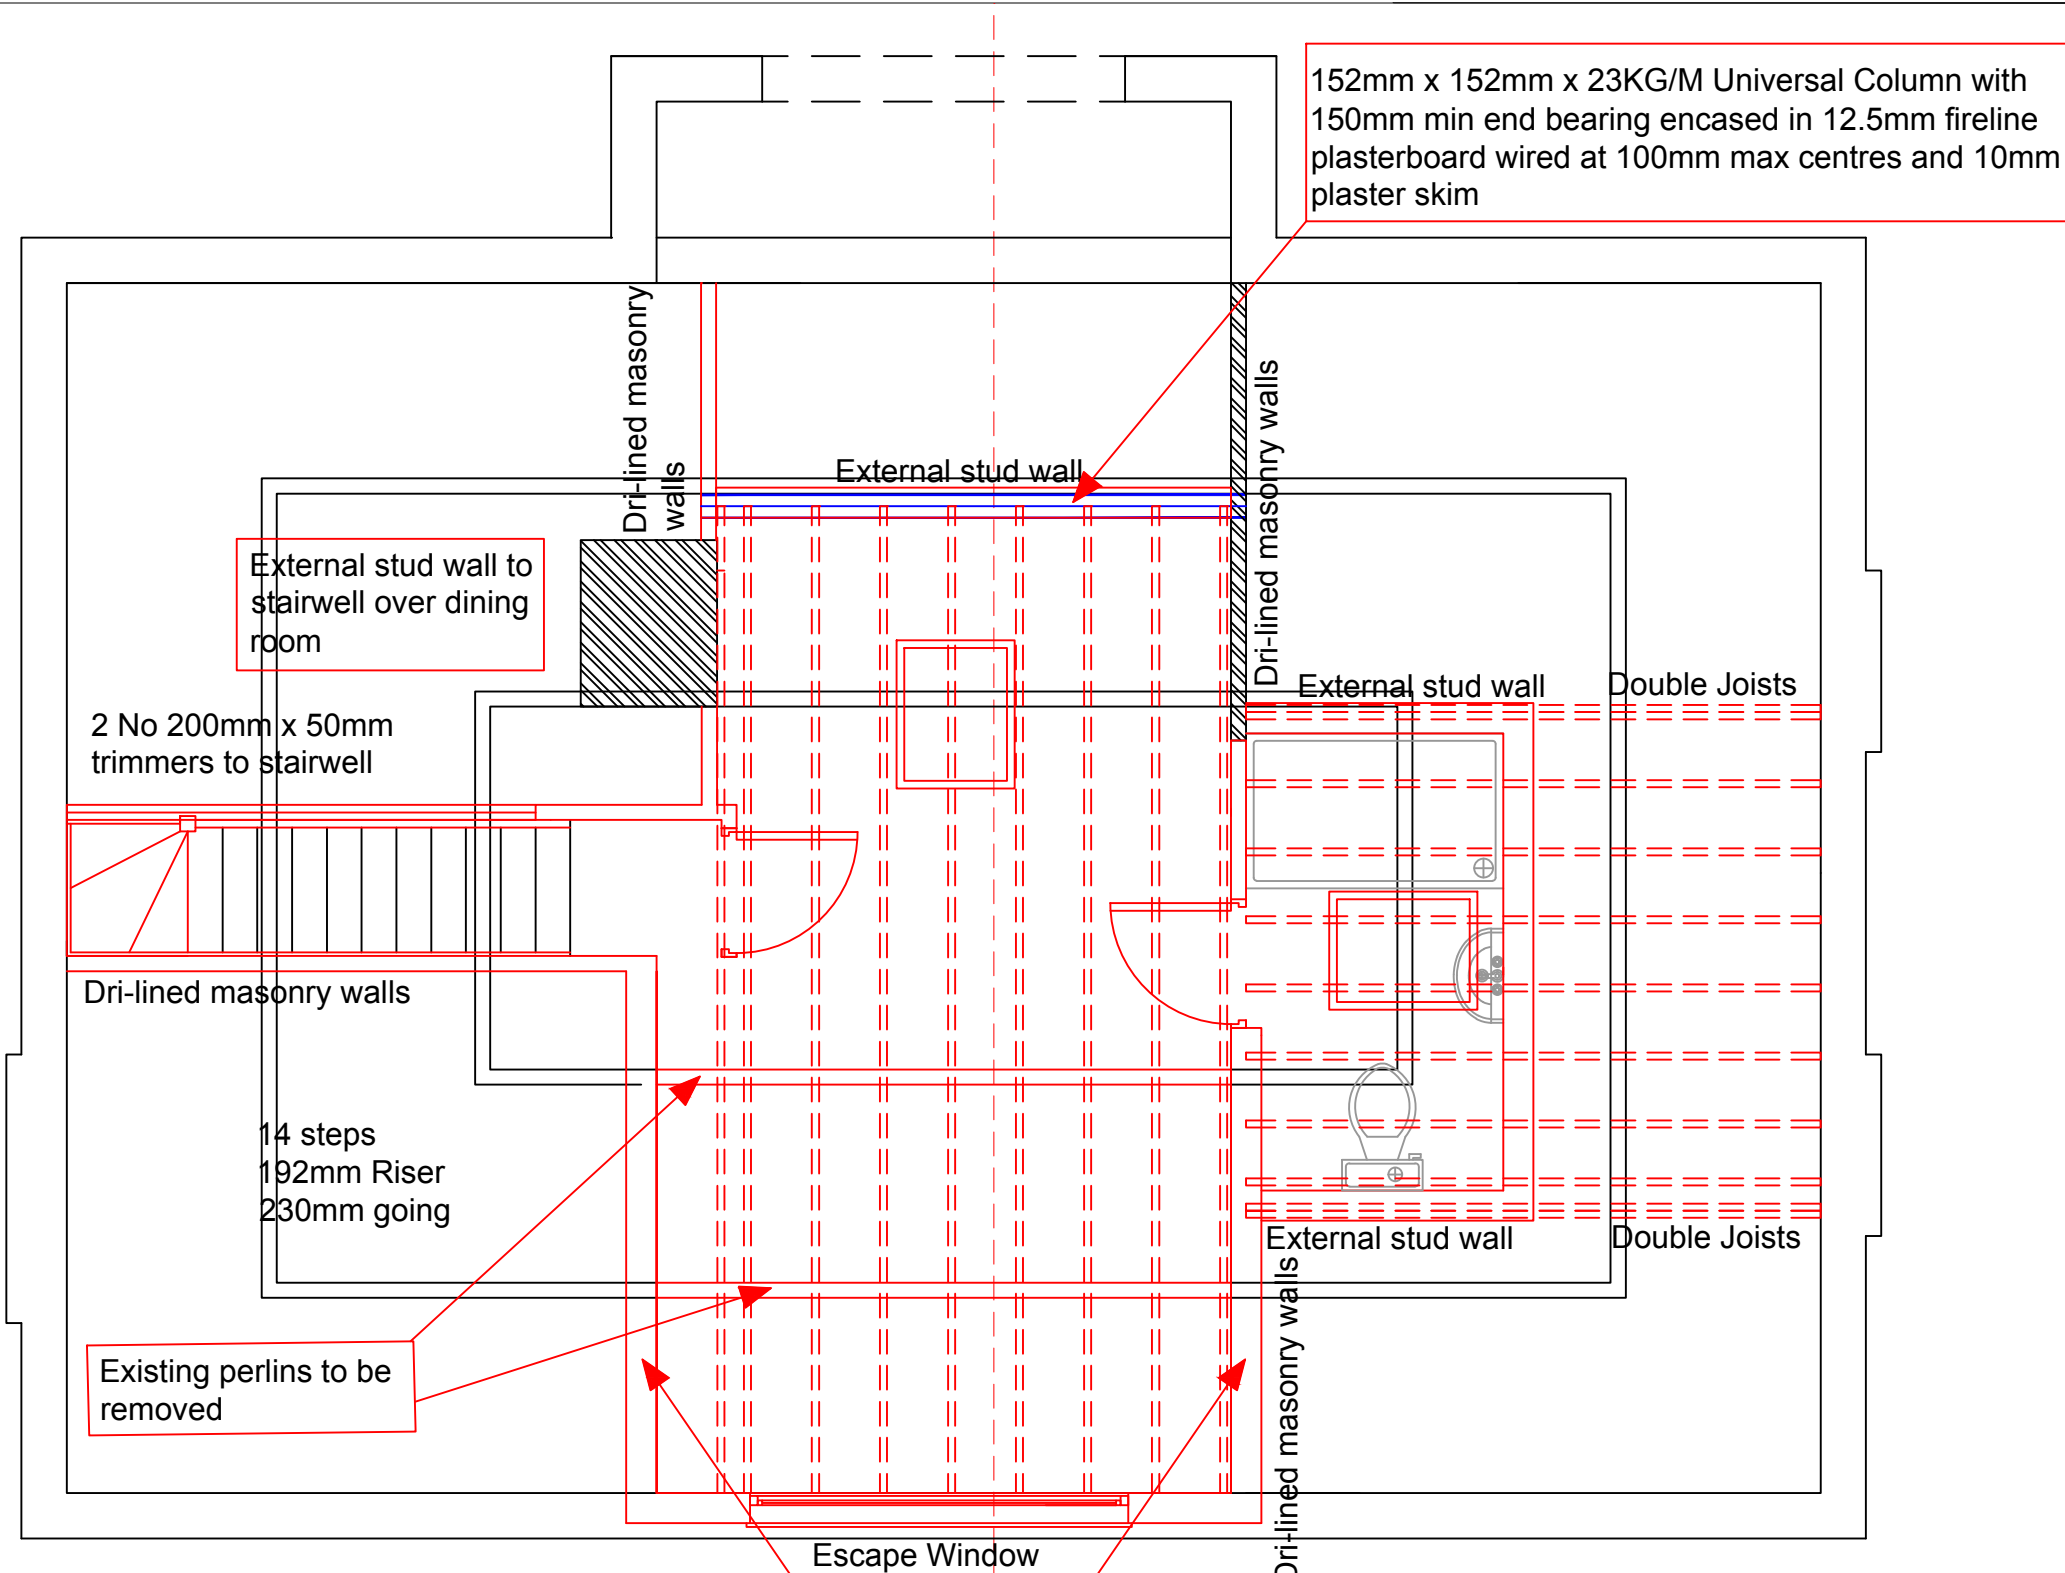 152mm x 152mm x 23KG/M Universal Column with
150mm min end bearing encased in 12.5mm fireline
plasterboard wired at 100mm max centres and 10mm
plaster skim
Dri-lined masonry
walls
Dri-lined masonry walls
External stud wall
External stud wall to
stairwell over dining
room
External stud wall
Double Joists
2 No 200mm x 50mm
trimmers to stairwell
Dri-lined masonry walls
14 steps
192mm Riser
230mm going
External stud wall
Double Joists
Dri-lined masonry walls
Existing perlins to be
removed
Escape Window